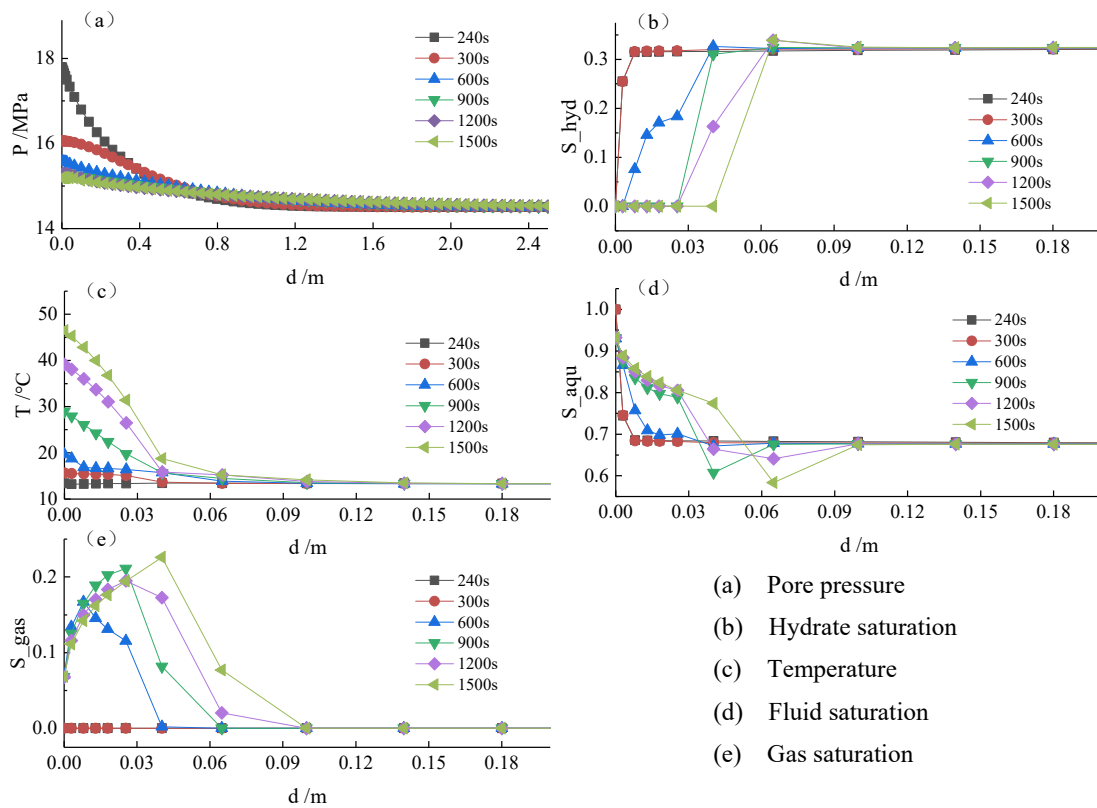 (a)
P /MPa
18
16
14
240s
300s
600s
900s
1200s
1500s
0.0 0.4 0.8 1.2 1.6 2.0 2.4
d /m
(b)
S_hyd
0.3
0.2
0.1
0.0
240s
300s
600s
900s
1200s
1500s
0.00 0.03 0.06 0.09 0.12 0.15 0.18
d /m
(c)
T /°C
50
40
30
20
10
240s
300s
600s
900s
1200s
1500s
0.00 0.03 0.06 0.09 0.12 0.15 0.18
d /m
(d)
S_aqu
1.0
0.9
0.8
0.7
0.6
240s
300s
600s
900s
1200s
1500s
0.00 0.03 0.06 0.09 0.12 0.15 0.18
d /m
(e)
S_gas
0.2
0.1
0.0
240s
300s
600s
900s
1200s
1500s
0.00 0.03 0.06 0.09 0.12 0.15 0.18
d /m
(a) Pore pressure
(b) Hydrate saturation
(c) Temperature
(d) Fluid saturation
(e) Gas saturation